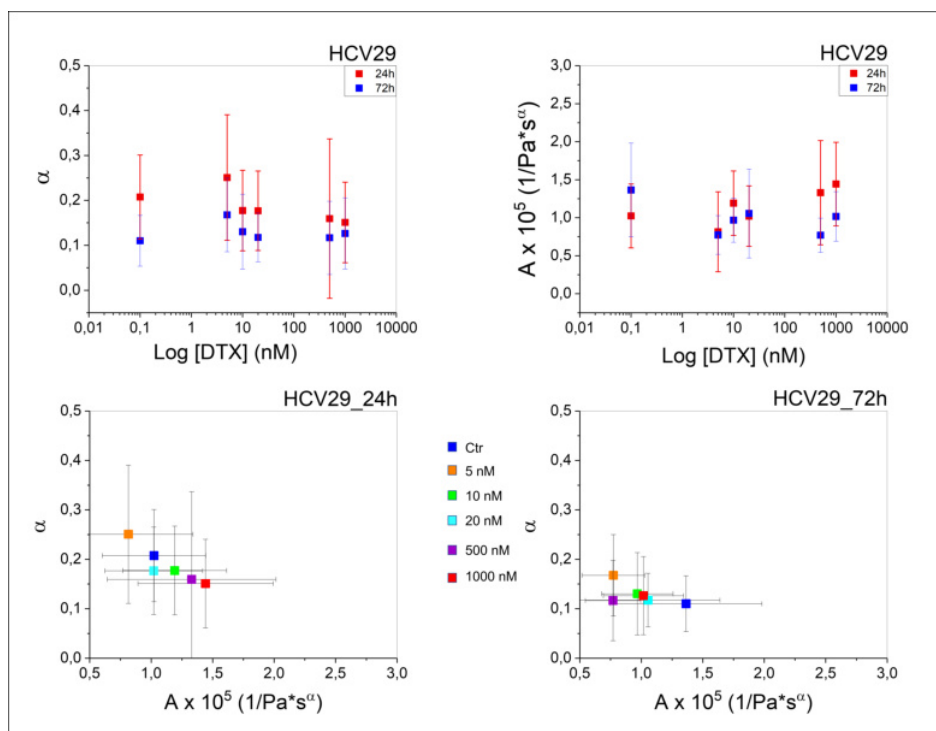 HCV29
0,5
0,4
0,3
0,2
0,1
0,0
α
24h
72h
0,01 0,1 1 10 100 1000 10000
Log [DTX] (nM)
HCV29
3,0
2,5
2,0
1,5
1,0
0,5
0,0
A x 10⁵ (1/Pa*sᵅ)
24h
72h
0,01 0,1 1 10 100 1000 10000
Log [DTX] (nM)
HCV29_24h
0,5
0,4
0,3
0,2
0,1
0,0
α
0,5 1,0 1,5 2,0 2,5 3,0
A x 10⁵ (1/Pa*sᵅ)
Ctr
5 nM
10 nM
20 nM
500 nM
1000 nM
HCV29_72h
0,5
0,4
0,3
0,2
0,1
0,0
α
0,5 1,0 1,5 2,0 2,5 3,0
A x 10⁵ (1/Pa*sᵅ)